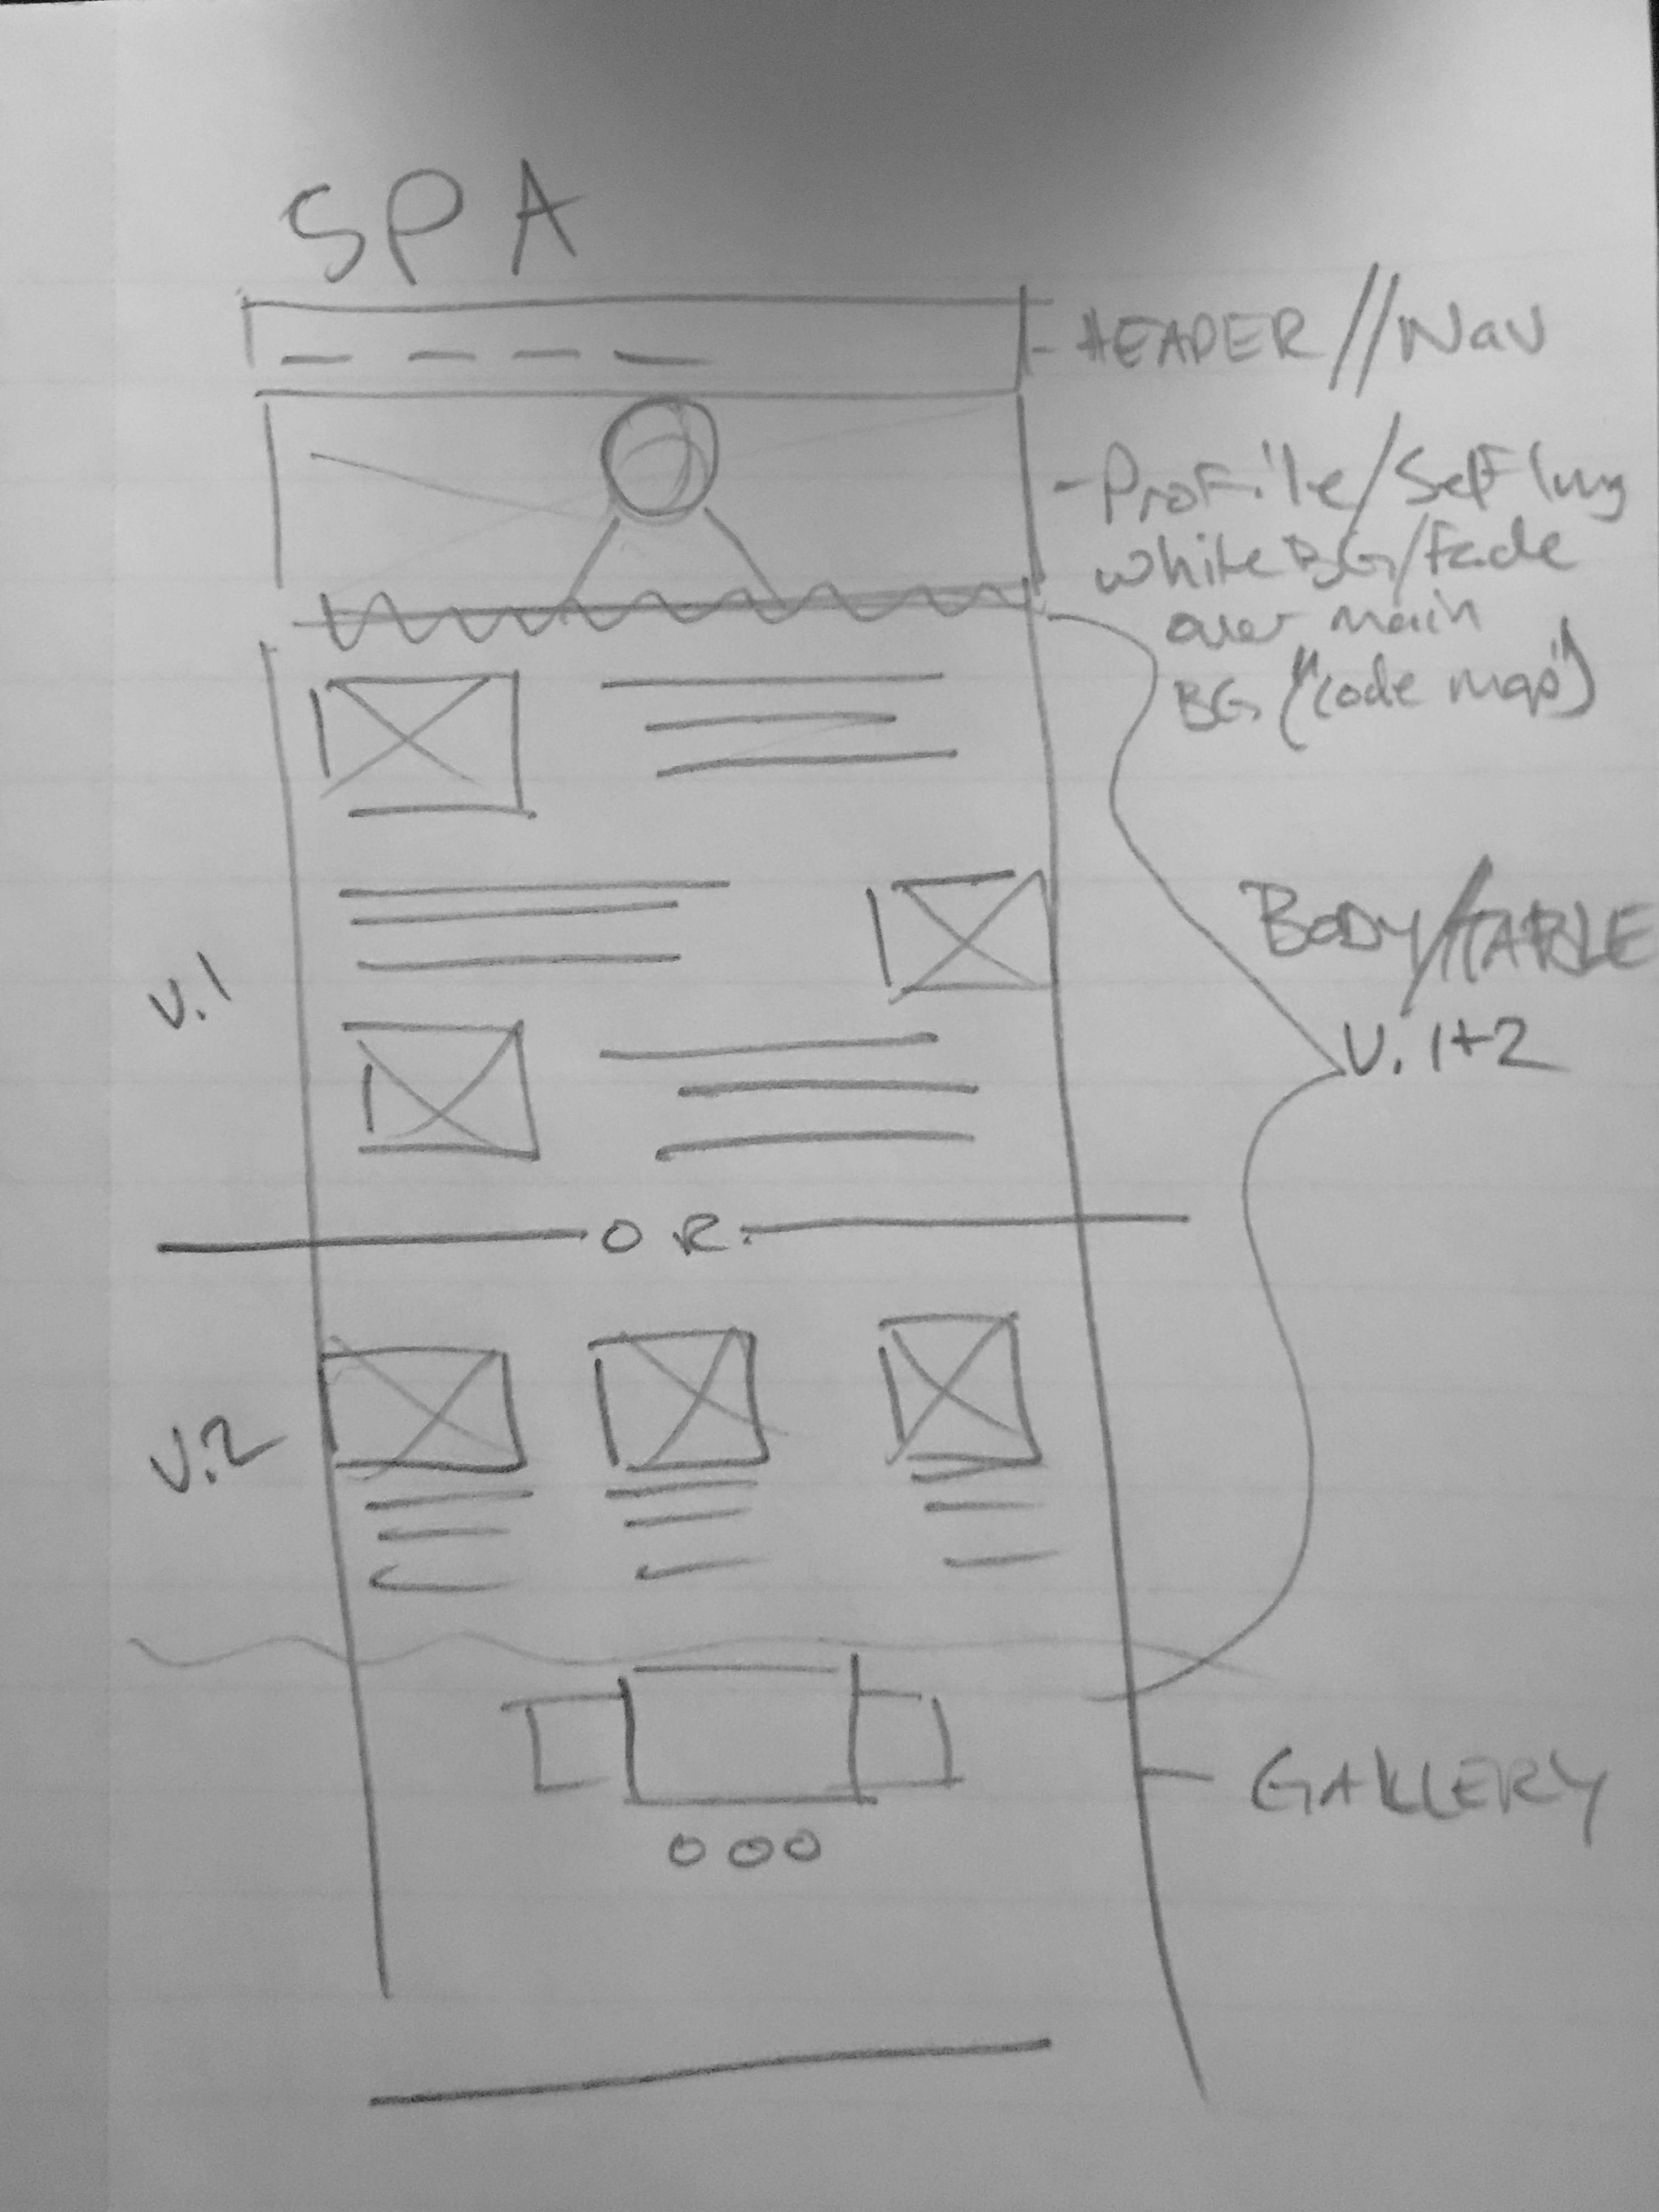 SPA
- HEADER // Nav
- Profile / Self Img
white BG / fade
over main
BG ("code map")
BODY/TABLE
V. 1+2
V.1
OR
V.2
GALLERY